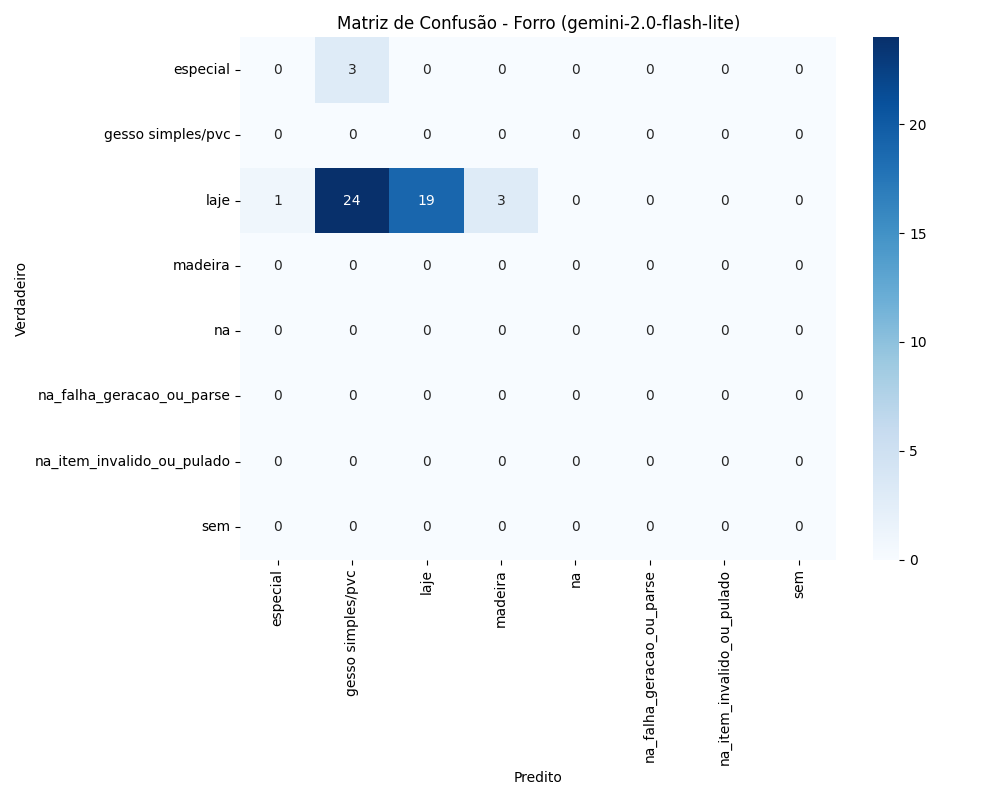 Matriz de Confusão - Forro (gemini-2.0-flash-lite)
Verdadeiro
especial 0 3 0 0 0 0 0 0
gesso simples/pvc 0 0 0 0 0 0 0 0
laje 1 24 19 3 0 0 0 0
madeira 0 0 0 0 0 0 0 0
na 0 0 0 0 0 0 0 0
na_falha_geracao_ou_parse 0 0 0 0 0 0 0 0
na_item_invalido_ou_pulado 0 0 0 0 0 0 0 0
sem 0 0 0 0 0 0 0 0
especial
gesso simples/pvc
laje
madeira
na
na_falha_geracao_ou_parse
na_item_invalido_ou_pulado
sem
Predito
20
15
10
5
0